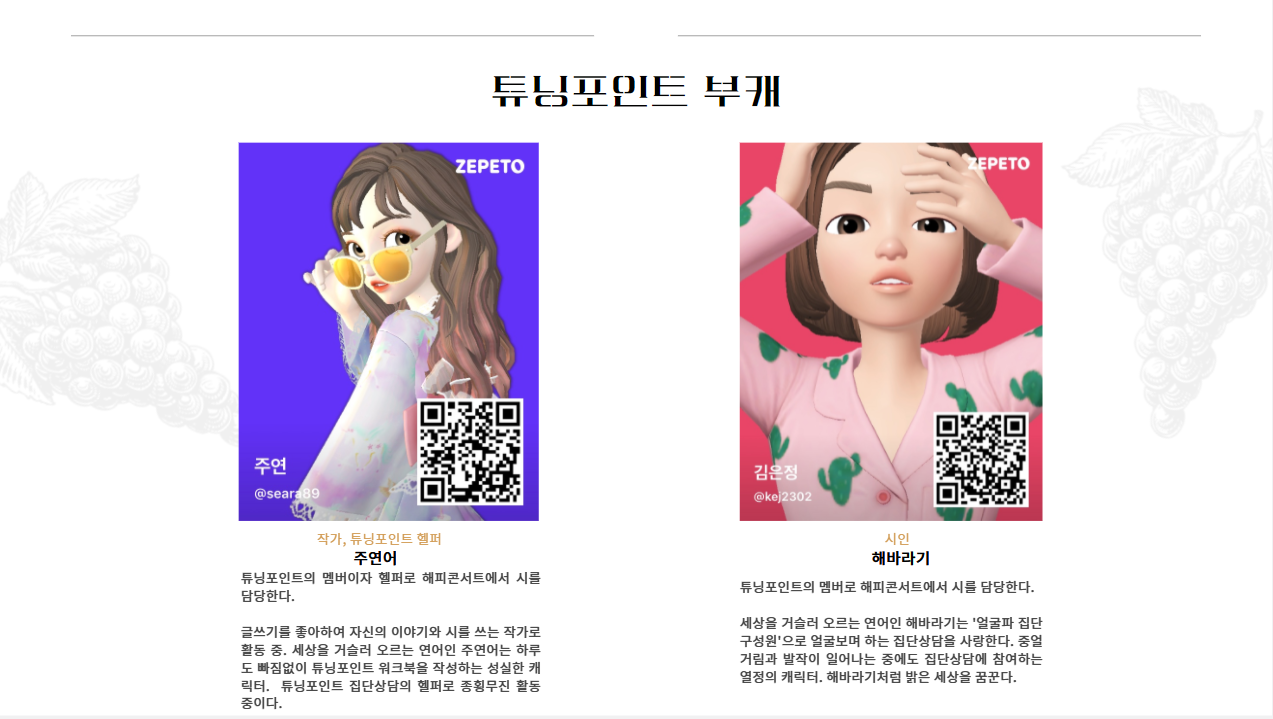 튜닝포인트 부캐
ZEPETO
주연
@seara89
작가, 튜닝포인트 헬퍼
주연어
튜닝포인트의 멤버이자 헬퍼로 해피콘서트에서 시를
담당한다.
글쓰기를 좋아하여 자신의 이야기와 시를 쓰는 작가로
활동 중. 세상을 거슬러 오르는 연어인 주연어는 하루
도 빠짐없이 튜닝포인트 워크북을 작성하는 성실한 캐
릭터. 튜닝포인트 집단상담의 헬퍼로 종횡무진 활동
중이다.
ZEPETO
김은정
@kej2302
시인
해바라기
튜닝포인트의 멤버로 해피콘서트에서 시를 담당한다.
세상을 거슬러 오르는 연어인 해바라기는 '얼굴파 집단
구성원'으로 얼굴보며 하는 집단상담을 사랑한다. 중얼
거림과 발작이 일어나는 중에도 집단상담에 참여하는
열정의 캐릭터. 해바라기처럼 밝은 세상을 꿈꾼다.